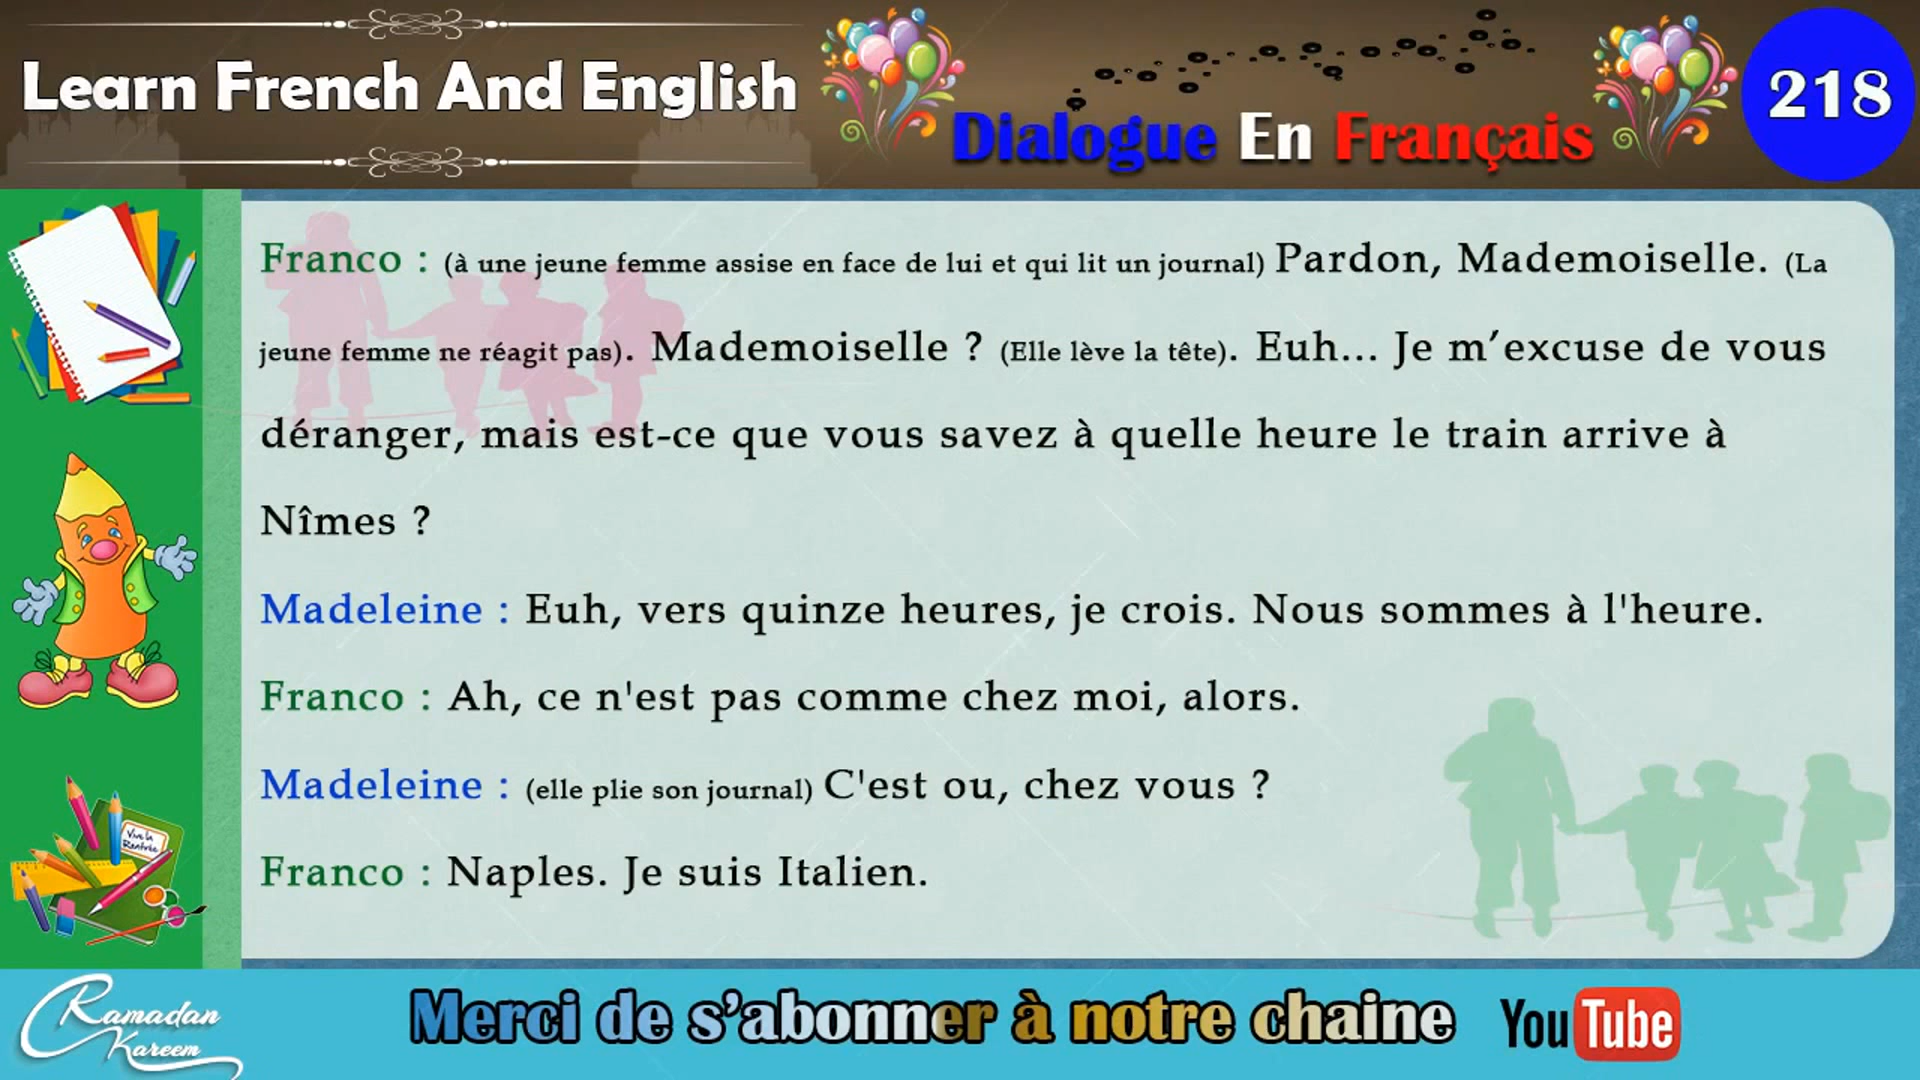 Learn French And English
Dialogue En Français
218
Franco : (à une jeune femme assise en face de lui et qui lit un journal) Pardon, Mademoiselle. (La
jeune femme ne réagit pas). Mademoiselle ? (Elle lève la tête). Euh... Je m’excuse de vous
déranger, mais est-ce que vous savez à quelle heure le train arrive à
Nîmes ?
Madeleine : Euh, vers quinze heures, je crois. Nous sommes à l'heure.
Franco : Ah, ce n'est pas comme chez moi, alors.
Madeleine : (elle plie son journal) C'est ou, chez vous ?
Franco : Naples. Je suis Italien.
Vive la
Rentrée
Ramadan
Kareem
Merci de s’abonner à notre chaine
YouTube